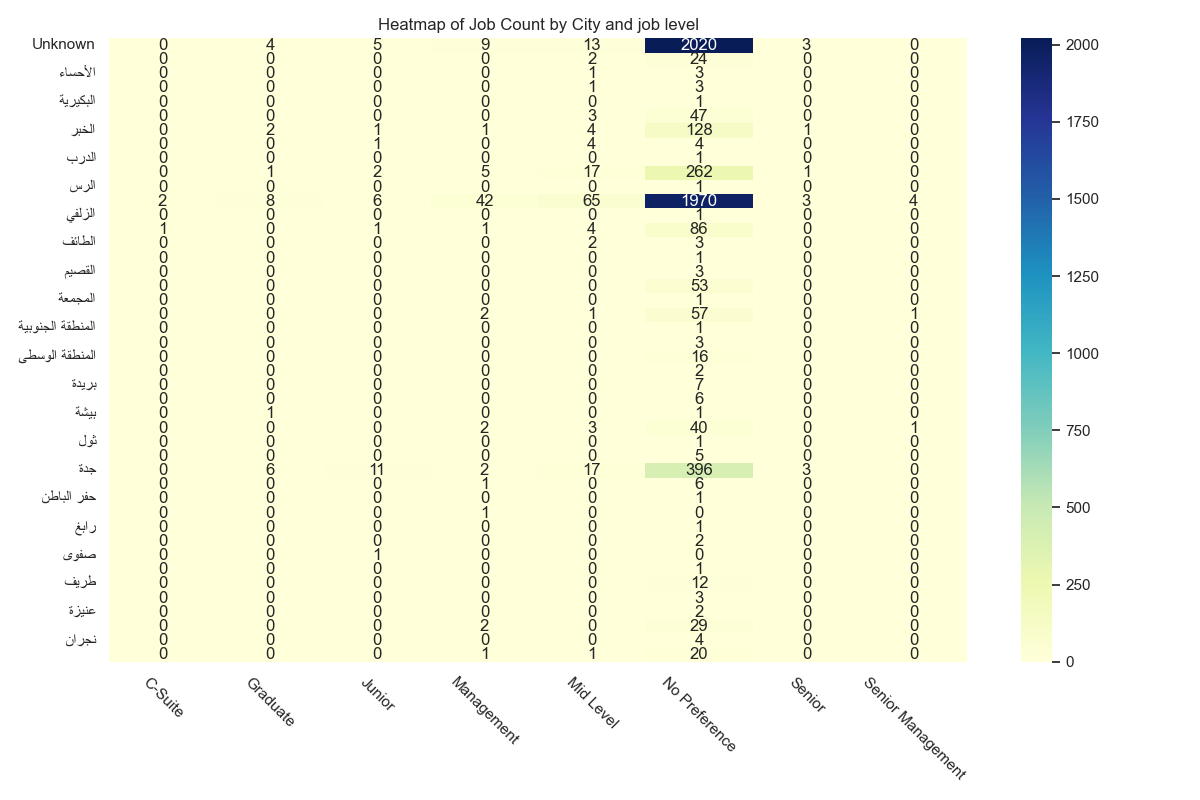 Heatmap of Job Count by City and job level
Unknown 0 4 5 9 13 2020 3 0
0 0 0 0 2 24 0 0
الأحساء 0 0 0 0 1 3 0 0
0 0 0 0 1 3 0 0
البكيرية 0 0 0 0 0 1 0 0
0 0 0 0 3 47 0 0
الخبر 0 2 1 1 4 128 1 0
0 0 1 0 4 4 0 0
الدرب 0 0 0 0 0 1 0 0
0 1 2 5 17 262 1 0
الرس 0 0 0 0 0 1 0 0
2 8 6 42 65 1970 3 4
الزلفي 0 0 0 0 0 1 0 0
1 0 1 1 4 86 0 0
الطائف 0 0 0 0 2 3 0 0
0 0 0 0 0 1 0 0
القصيم 0 0 0 0 0 3 0 0
0 0 0 0 0 53 0 0
المجمعة 0 0 0 0 0 1 0 0
0 0 0 2 1 57 0 1
المنطقة الجنوبية 0 0 0 0 0 1 0 0
0 0 0 0 0 3 0 0
المنطقة الوسطى 0 0 0 0 0 16 0 0
0 0 0 0 0 2 0 0
بريدة 0 0 0 0 0 7 0 0
0 0 0 0 0 6 0 0
بيشة 0 1 0 0 0 1 0 0
0 0 0 2 3 40 0 1
ثول 0 0 0 0 0 1 0 0
0 0 0 0 0 5 0 0
جدة 0 6 11 2 17 396 3 0
0 0 0 1 0 6 0 0
حفر الباطن 0 0 0 0 0 1 0 0
0 0 0 1 0 0 0 0
رابغ 0 0 0 0 0 1 0 0
0 0 0 0 0 2 0 0
صفوى 0 0 1 0 0 0 0 0
0 0 0 0 0 1 0 0
طريف 0 0 0 0 0 12 0 0
0 0 0 0 0 3 0 0
عنيزة 0 0 0 0 0 2 0 0
0 0 0 2 0 29 0 0
نجران 0 0 0 0 0 4 0 0
0 0 0 1 1 20 0 0
C-Suite Graduate Junior Management Mid Level No Preference Senior Senior Management
2000
1750
1500
1250
1000
750
500
250
0